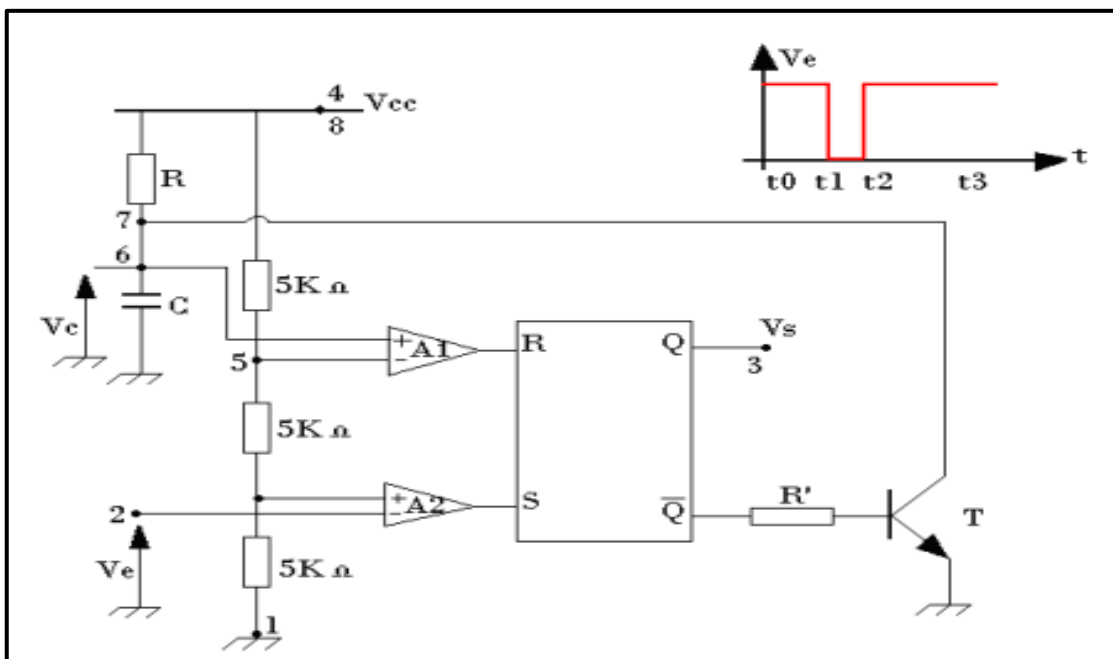 Ve
4
Vcc
8
t
t0 t1 t2 t3
R
7
6
5K Ω
C
Vc
+
A1
-
R Q
Vs
3
5
5K Ω
+
A2
-
S Q̅
R'
T
2
Ve
5K Ω
1